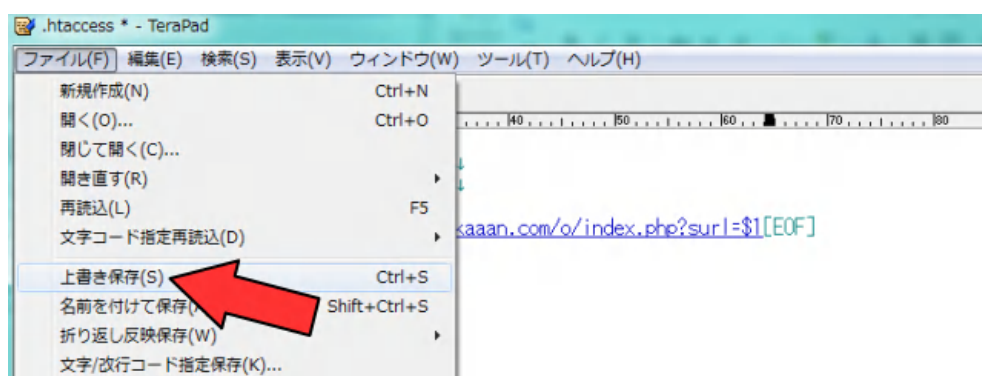 .htaccess * - TeraPad
ファイル(F) 編集(E) 検索(S) 表示(V) ウィンドウ(W) ツール(T) ヘルプ(H)
新規作成(N) Ctrl+N
開く(O)... Ctrl+O
40 50 60 70 80
閉じて開く(C)...
開き直す(R)
再読込(L) F5
kaaan.com/o/index.php?surl=$1[EOF]
文字コード指定再読込(D)
上書き保存(S) Ctrl+S
名前を付けて保存( Shift+Ctrl+S
折り返し反映保存(W)
文字/改行コード指定保存(K)...